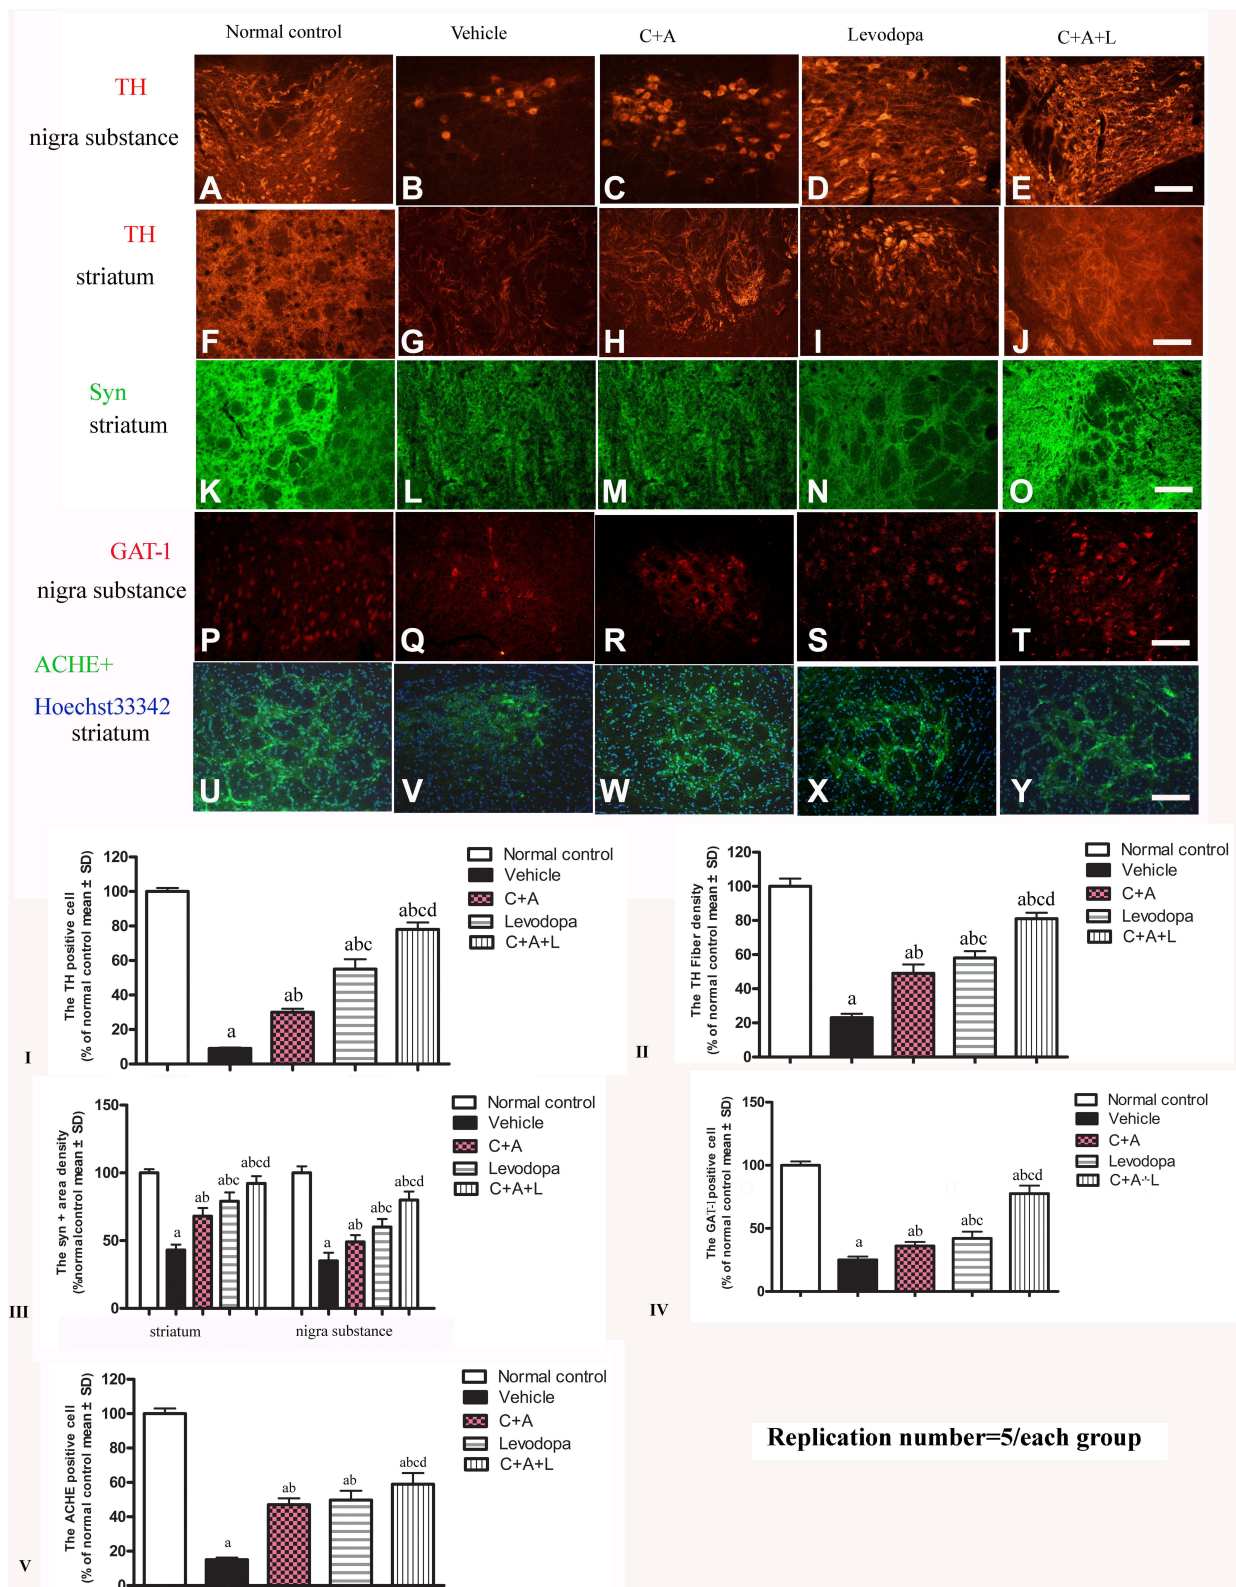 Normal control Vehicle C+A Levodopa C+A+L
TH
nigra substance
A B C D E
TH
striatum
F G H I J
Syn
striatum
K L M N O
GAT-1
nigra substance
P Q R S T
ACHE+
Hoechst33342
striatum
U V W X Y
The TH positive cell
(% of normal control mean ± SD)
120
100
80
60
40
20
0
a
ab
abc
abcd
Normal control
Vehicle
C+A
Levodopa
C+A+L
I
The TH Fiber density
(% of normal control mean ± SD)
120
100
80
60
40
20
0
a
ab
abc
abcd
Normal control
Vehicle
C+A
Levodopa
C+A+L
II
The syn + area density
(%normalcontrol mean ± SD)
150
100
50
0
a
ab
abc
abcd
a
ab
abc
abcd
striatum
nigra substance
Normal control
Vehicle
C+A
Levodopa
C+A+L
III
The GAT-I positive cell
(% of normal control mean ± SD)
150
100
50
0
a
ab
abc
abcd
Normal control
Vehicle
C+A
Levodopa
C+A+L
IV
The ACHE positive cell
(% of normal control mean ± SD)
120
100
80
60
40
20
0
a
ab
ab
abcd
Normal control
Vehicle
C+A
Levodopa
C+A+L
V
Replication number=5/each group